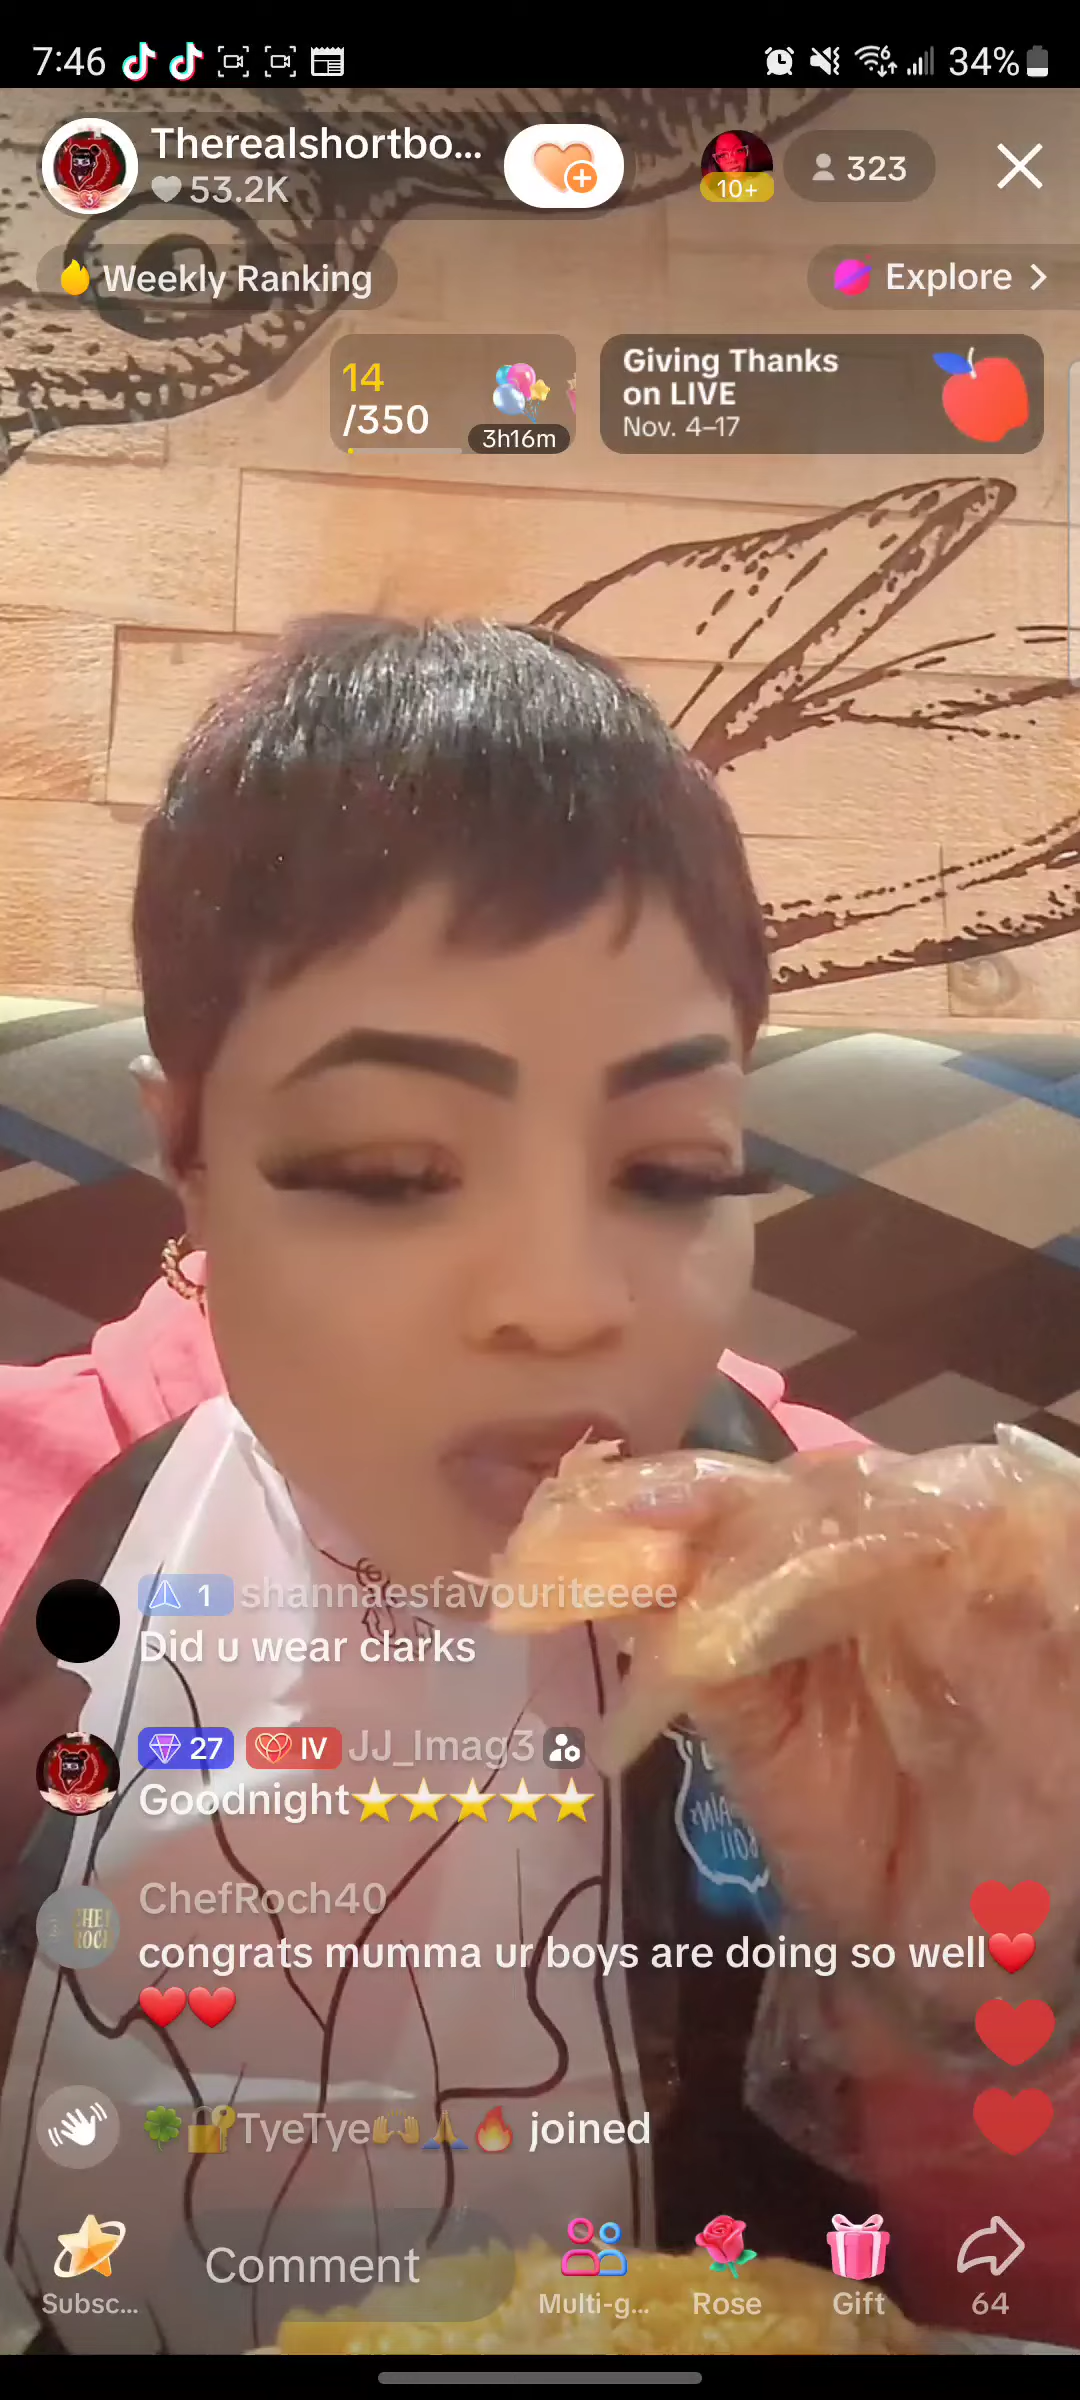 7:46
34%
Therealshortbo...
53.2K
10+
323
Weekly Ranking
Explore
14
/350
3h16m
Giving Thanks
on LIVE
Nov. 4–17
1 shannaesfavouriteeee
Did u wear clarks
27 IV JJ_Imag3
Goodnight⭐⭐⭐⭐⭐
ChefRoch40
congrats mumma ur boys are doing so well❤️
❤️❤️
🍀🔐TyeTye🙌🙏🔥 joined
Comment
Subsc...
Multi-g...
Rose
Gift
64